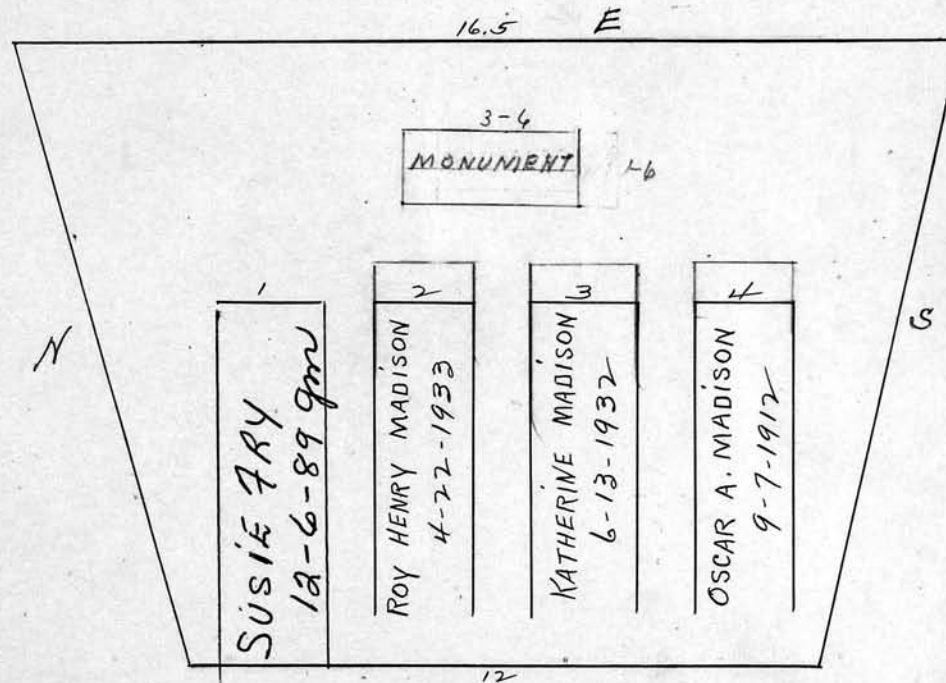 16.5 E
3-6
MONUMENT
1-6
1
2
3
4
N
S
SUSIE FRY
12-6-89 gm
ROY HENRY MADISON
4-22-1933
KATHERINE MADISON
6-13-1932
OSCAR A. MADISON
9-7-1912
12